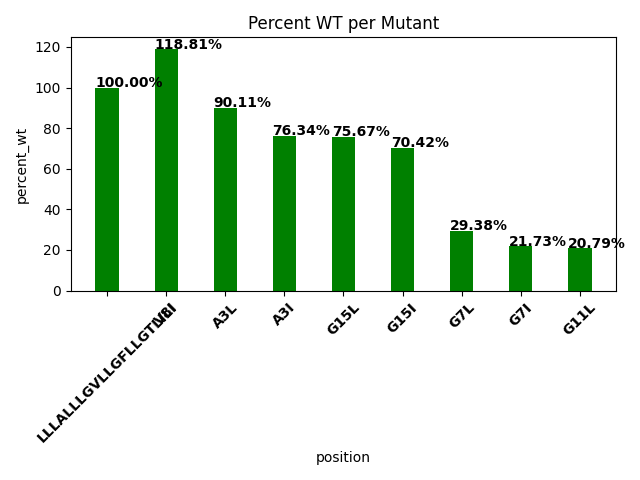 Percent WT per Mutant
118.81%
100.00%
90.11%
76.34%
75.67%
70.42%
29.38%
21.73%
20.79%
percent_wt
120
100
80
60
40
20
0
V8I
A3L
A3I
G15L
G15I
G7L
G7I
G11L
position